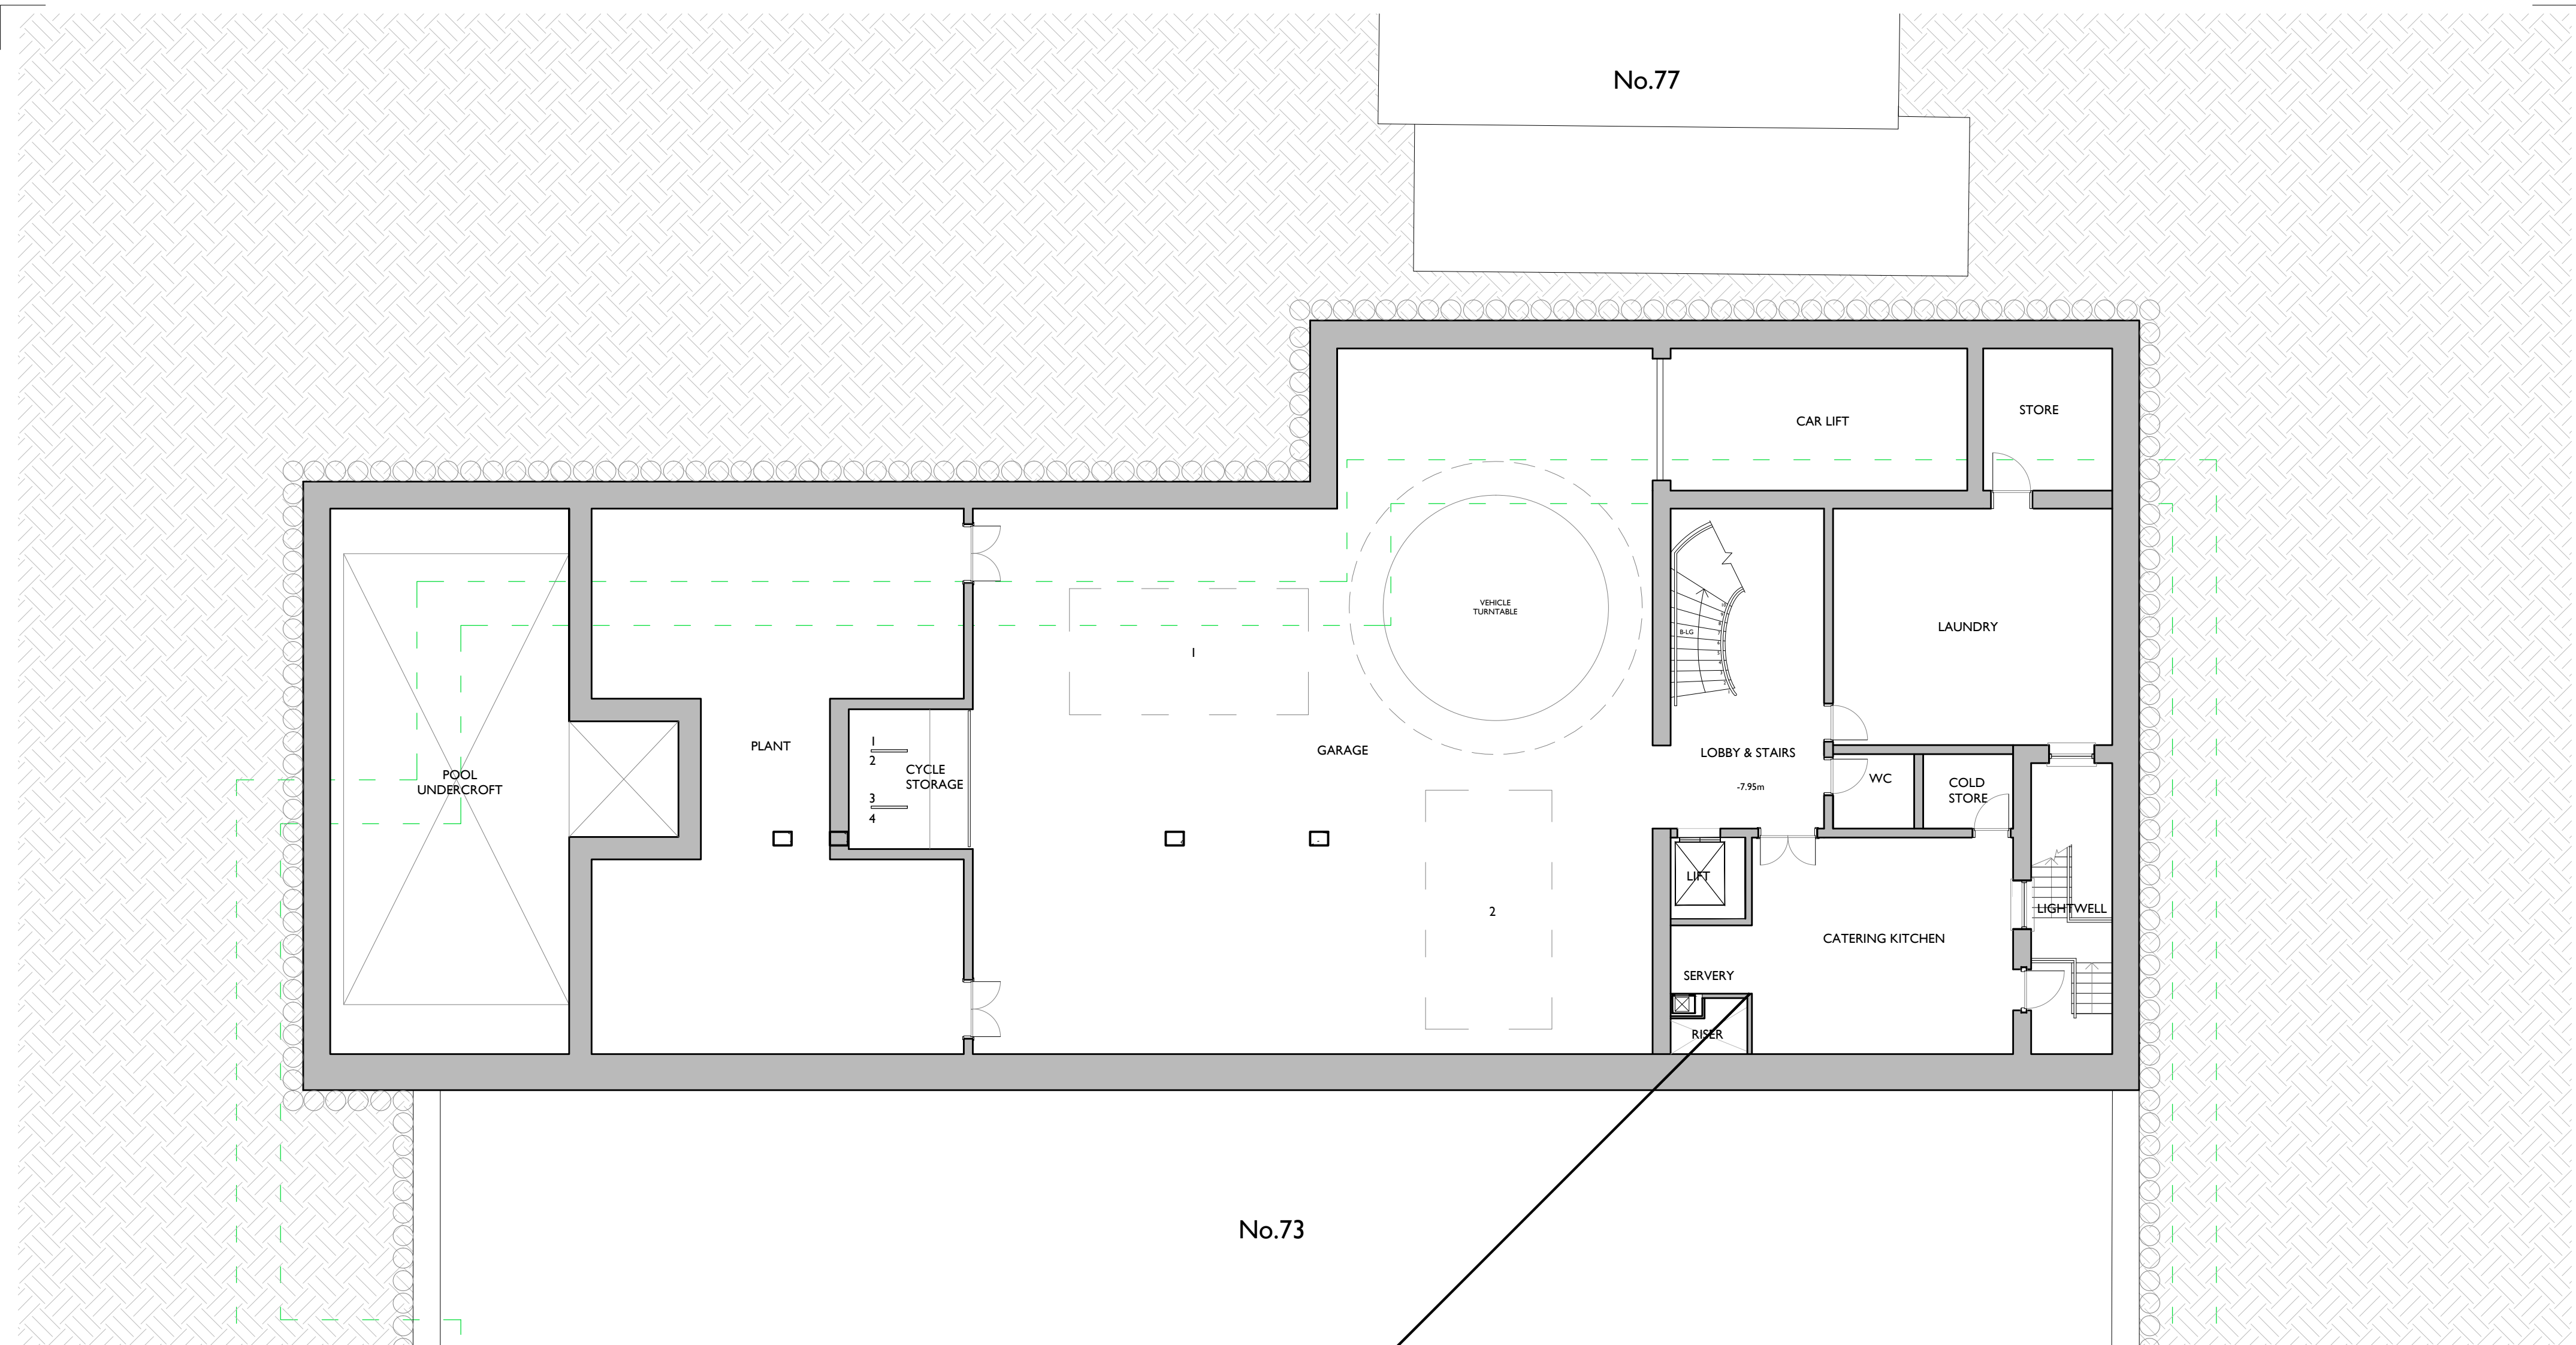 No.77
CAR LIFT
STORE
VEHICLE
TURNTABLE
B-LG
LAUNDRY
1
PLANT
GARAGE
LOBBY & STAIRS
-7.95m
1
2
3
4
CYCLE
STORAGE
POOL
UNDERCROFT
WC
COLD
STORE
LIFT
2
LIGHTWELL
CATERING KITCHEN
SERVERY
RISER
No.73